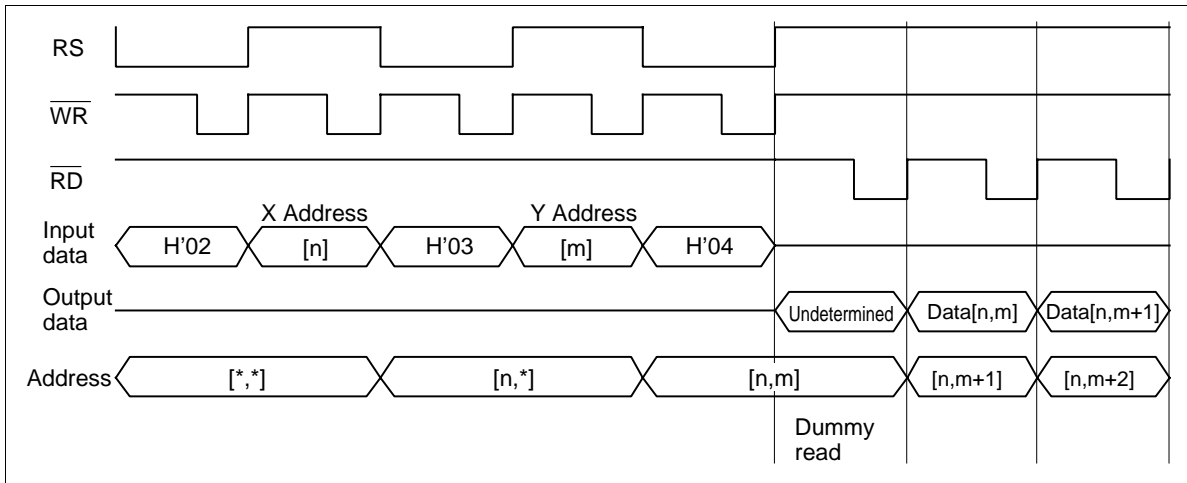 RS
WR
RD
X Address Y Address
Input data H'02 [n] H'03 [m] H'04
Output data Undetermined Data[n,m] Data[n,m+1]
Address [*,*] [n,*] [n,m] [n,m+1] [n,m+2]
Dummy
read